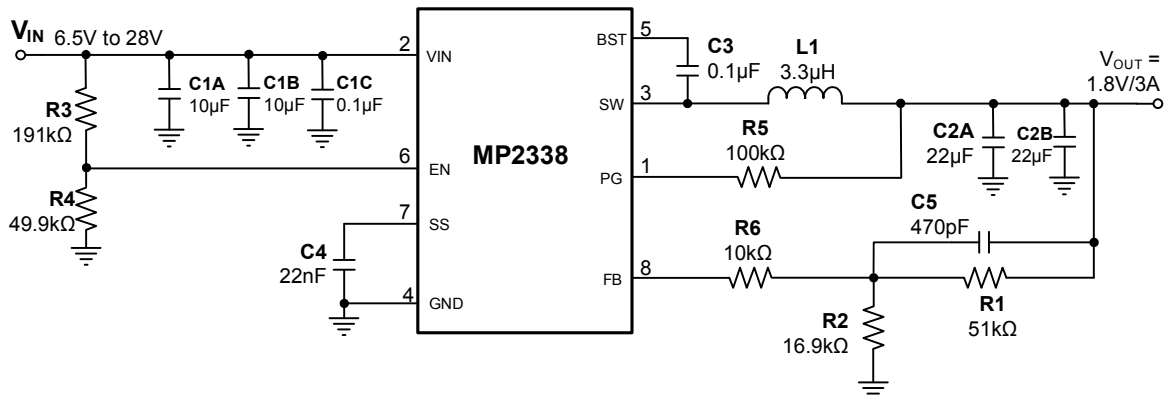 VIN 6.5V to 28V
R3
191kΩ
C1A
10µF
C1B
10µF
C1C
0.1µF
R4
49.9kΩ
C4
22nF
2
VIN
6
EN
7
SS
4
GND
MP2338
BST
5
SW
3
PG
1
FB
8
C3
0.1µF
L1
3.3µH
R5
100kΩ
VOUT =
1.8V/3A
C2A
22µF
C2B
22µF
C5
470pF
R6
10kΩ
R2
16.9kΩ
R1
51kΩ